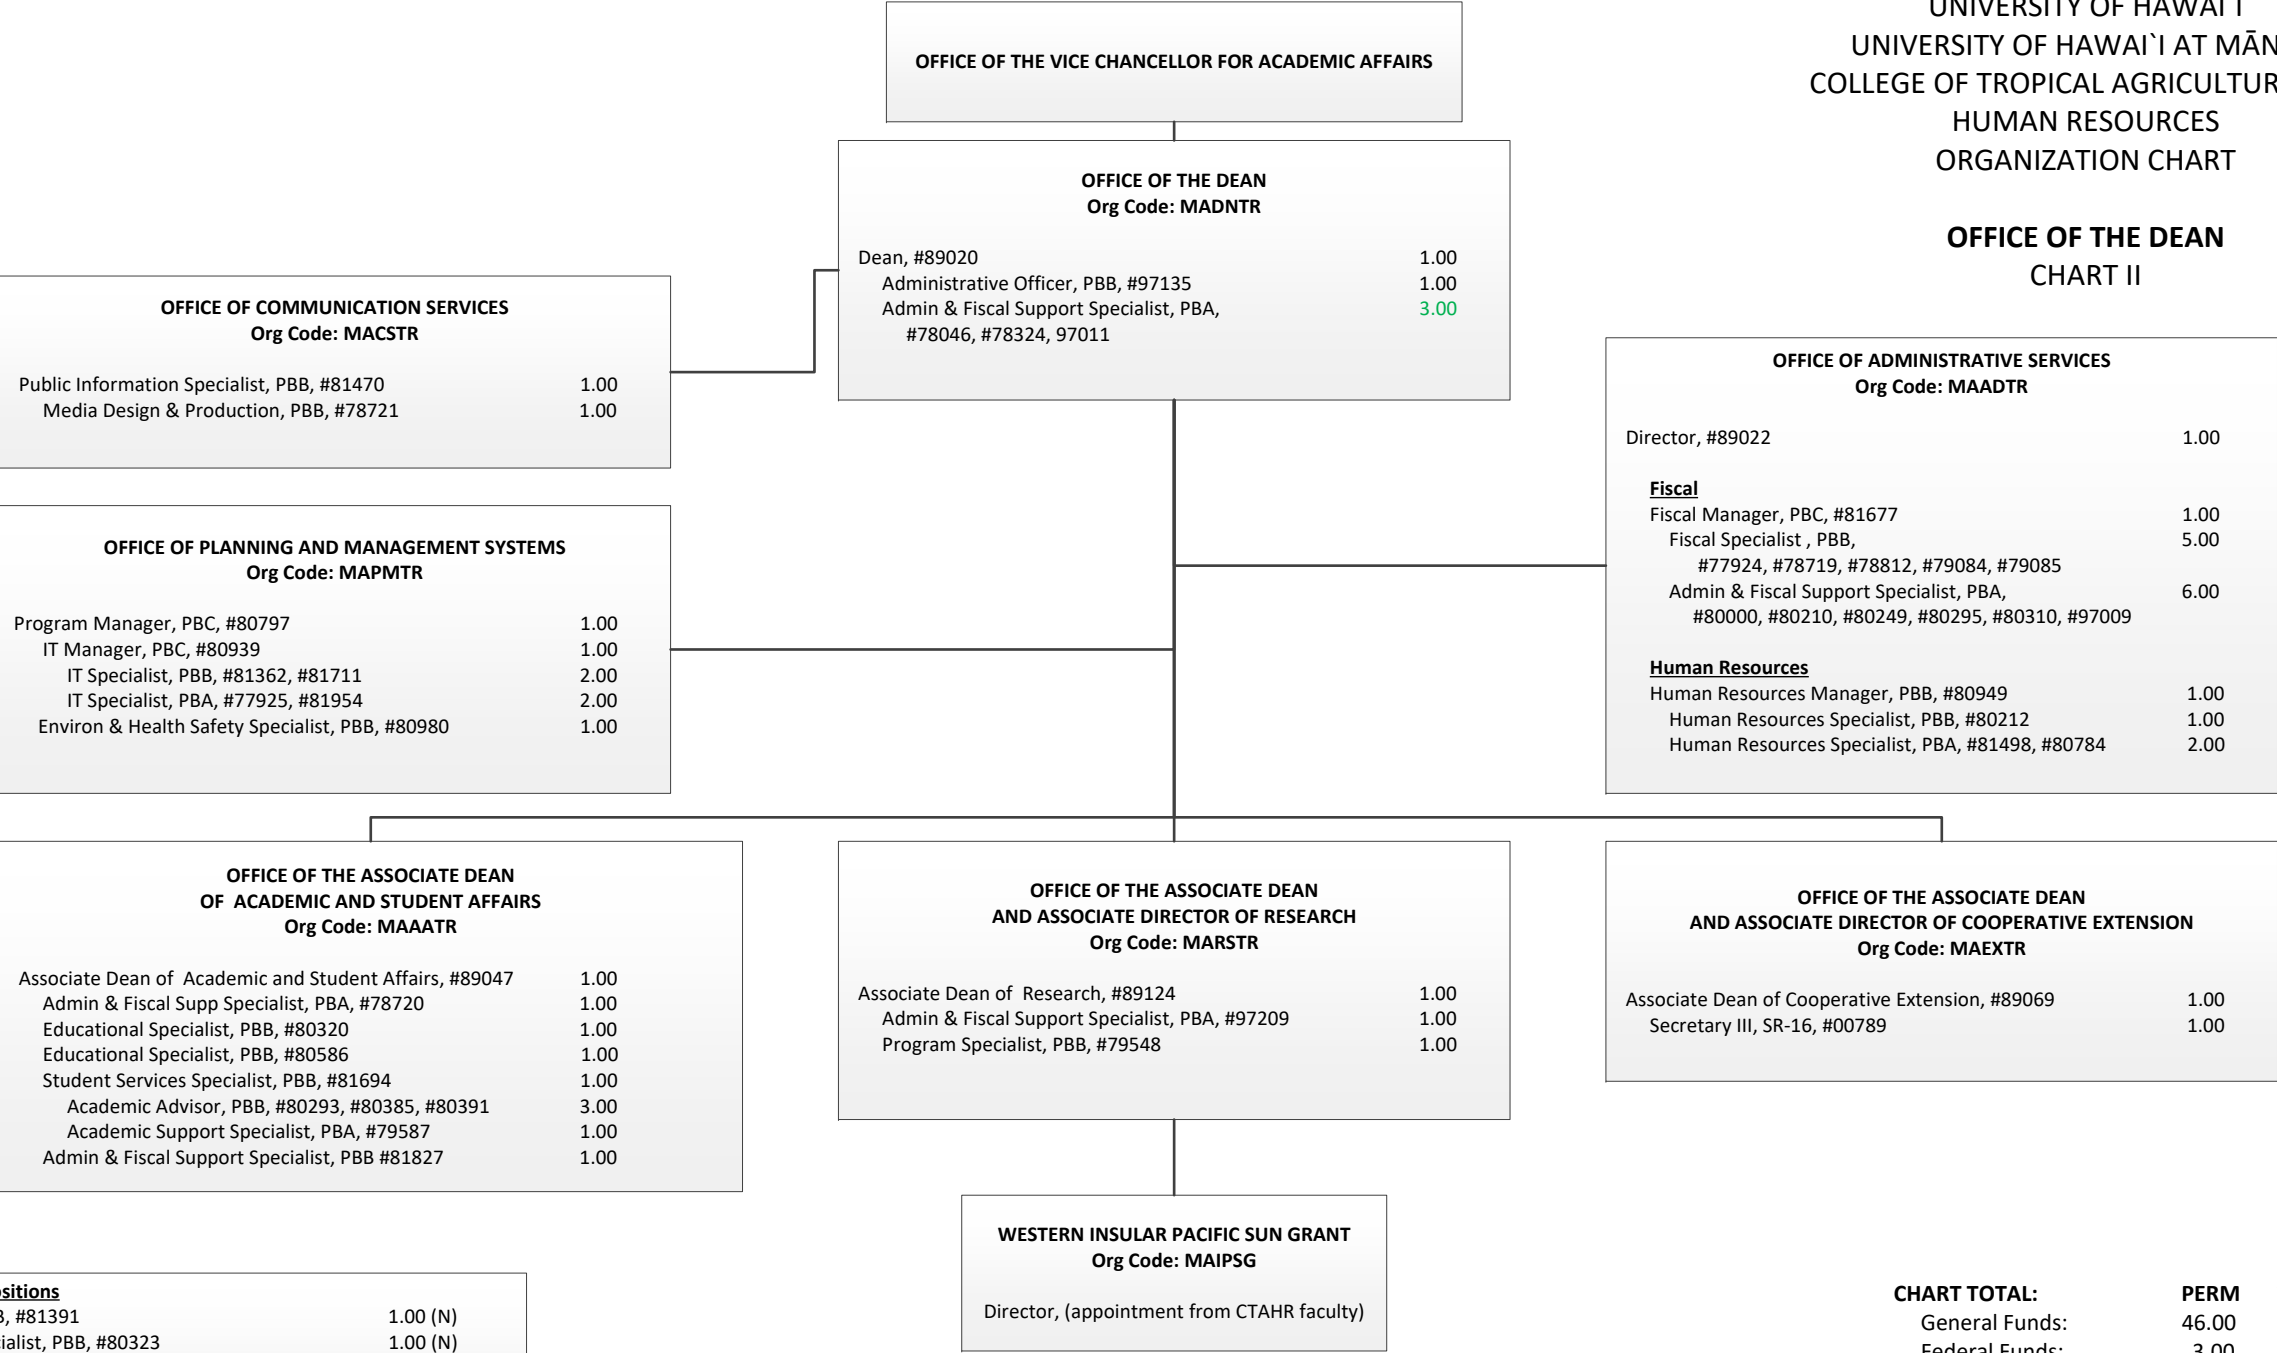 OFFICE OF THE VICE CHANCELLOR FOR ACADEMIC AFFAIRS
UNIVERSITY OF HAWAI`I
UNIVERSITY OF HAWAI`I AT
COLLEGE OF TROPICAL
HUMAN RESOURCES
ORGANIZATION CHART
OFFICE OF THE DEAN
CHART II
OFFICE OF THE DEAN
Org Code: MADNTR
Dean, #89020 1.00
Administrative Officer, PBB, #97135 1.00
Admin & Fiscal Support Specialist, PBA, 3.00
#78046, #78324, 97011
OFFICE OF COMMUNICATION SERVICES
Org Code: MACSTR
Public Information Specialist, PBB, #81470 1.00
Media Design & Production, PBB, #78721 1.00
OFFICE OF PLANNING AND MANAGEMENT SYSTEMS
Org Code: MAPMTR
Program Manager, PBC, #80797 1.00
IT Manager, PBC, #80939 1.00
IT Specialist, PBB, #81362, #81711 2.00
IT Specialist, PBA, #77925, #81954 2.00
Environ & Health Safety Specialist, PBB, #80980 1.00
OFFICE OF ADMINISTRATIVE SERVICES
Org Code: MAADTR
Director, #89022 1.00
Fiscal
Fiscal Manager, PBC, #81677 1.00
Fiscal Specialist , PBB, 5.00
#77924, #78719, #78812, #79084, #79085
Admin & Fiscal Support Specialist, PBA, 6.00
#80000, #80210, #80249, #80295, #80310, #97009
Human Resources
Human Resources Manager, PBB, #80949 1.00
Human Resources Specialist, PBB, #80212 1.00
Human Resources Specialist, PBA, #81498, #80784 2.00
OFFICE OF THE ASSOCIATE DEAN
OF ACADEMIC AND STUDENT AFFAIRS
Org Code: MAAATR
Associate Dean of Academic and Student Affairs, #89047 1.00
Admin & Fiscal Supp Specialist, PBA, #78720 1.00
Educational Specialist, PBB, #80320 1.00
Educational Specialist, PBB, #80586 1.00
Student Services Specialist, PBB, #81694 1.00
Academic Advisor, PBB, #80293, #80385, #80391 3.00
Academic Support Specialist, PBA, #79587 1.00
Admin & Fiscal Support Specialist, PBB #81827 1.00
OFFICE OF THE ASSOCIATE DEAN
AND ASSOCIATE DIRECTOR OF RESEARCH
Org Code: MARSTR
Associate Dean of Research, #89124 1.00
Admin & Fiscal Support Specialist, PBA, #97209 1.00
Program Specialist, PBB, #79548 1.00
OFFICE OF THE ASSOCIATE DEAN
AND ASSOCIATE DIRECTOR OF COOPERATIVE EXTENSION
Org Code: MAEXTR
Associate Dean of Cooperative Extension, #89069 1.00
Secretary III, SR-16, #00789 1.00
WESTERN INSULAR PACIFIC SUN GRANT
Org Code: MAIPSG
Director, (appointment from CTAHR faculty)
#81391 1.00 (N)
PBB, #80323 1.00 (N)
CHART TOTAL: PERM
General Funds: 46.00
Federal Funds: 3.00